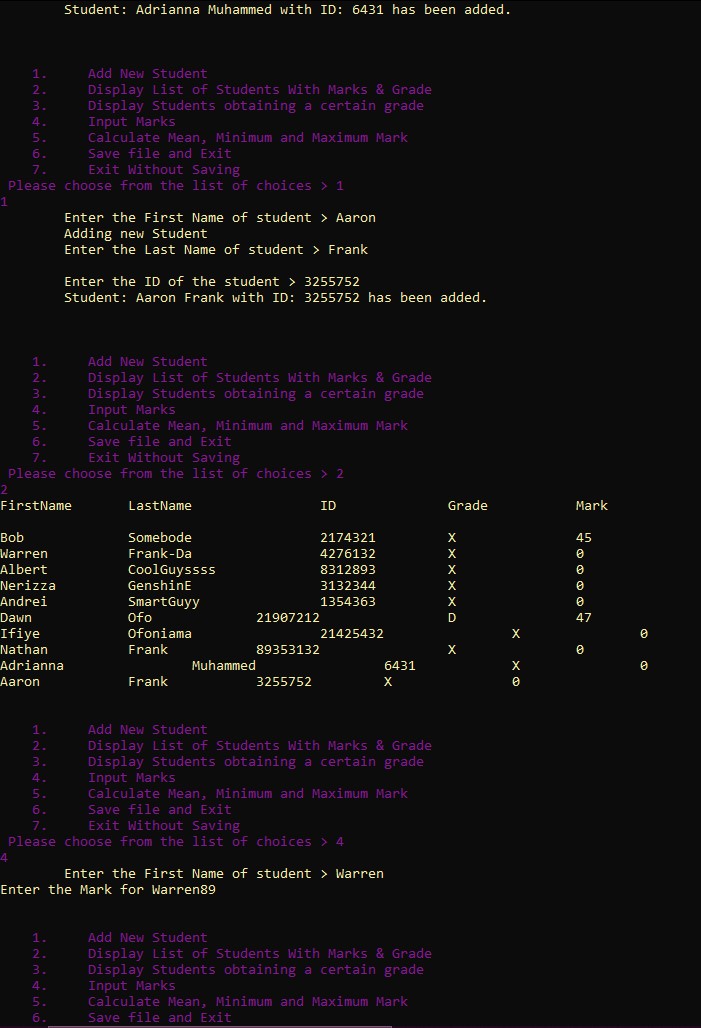 Student: Adrianna Muhammed with ID: 6431 has been added.
1. Add New Student
2. Display List of Students With Marks & Grade
3. Display Students obtaining a certain grade
4. Input Marks
5. Calculate Mean, Minimum and Maximum Mark
6. Save file and Exit
7. Exit Without Saving
Please choose from the list of choices > 1
1
Enter the First Name of student > Aaron
Adding new Student
Enter the Last Name of student > Frank
Enter the ID of the student > 3255752
Student: Aaron Frank with ID: 3255752 has been added.
1. Add New Student
2. Display List of Students With Marks & Grade
3. Display Students obtaining a certain grade
4. Input Marks
5. Calculate Mean, Minimum and Maximum Mark
6. Save file and Exit
7. Exit Without Saving
Please choose from the list of choices > 2
2
FirstName LastName ID Grade Mark
Bob Somebode 2174321 X 45
Warren Frank-Da 4276132 X 0
Albert CoolGuyssss 8312893 X 0
Nerizza GenshinE 3132344 X 0
Andrei SmartGuyy 1354363 X 0
Dawn Ofo 21907212 D 47
Ifiye Ofoniama 21425432 X 0
Nathan Frank 89353132 X 0
Adrianna Muhammed 6431 X 0
Aaron Frank 3255752 X 0
1. Add New Student
2. Display List of Students With Marks & Grade
3. Display Students obtaining a certain grade
4. Input Marks
5. Calculate Mean, Minimum and Maximum Mark
6. Save file and Exit
7. Exit Without Saving
Please choose from the list of choices > 4
4
Enter the First Name of student > Warren
Enter the Mark for Warren89
1. Add New Student
2. Display List of Students With Marks & Grade
3. Display Students obtaining a certain grade
4. Input Marks
5. Calculate Mean, Minimum and Maximum Mark
6. Save file and Exit